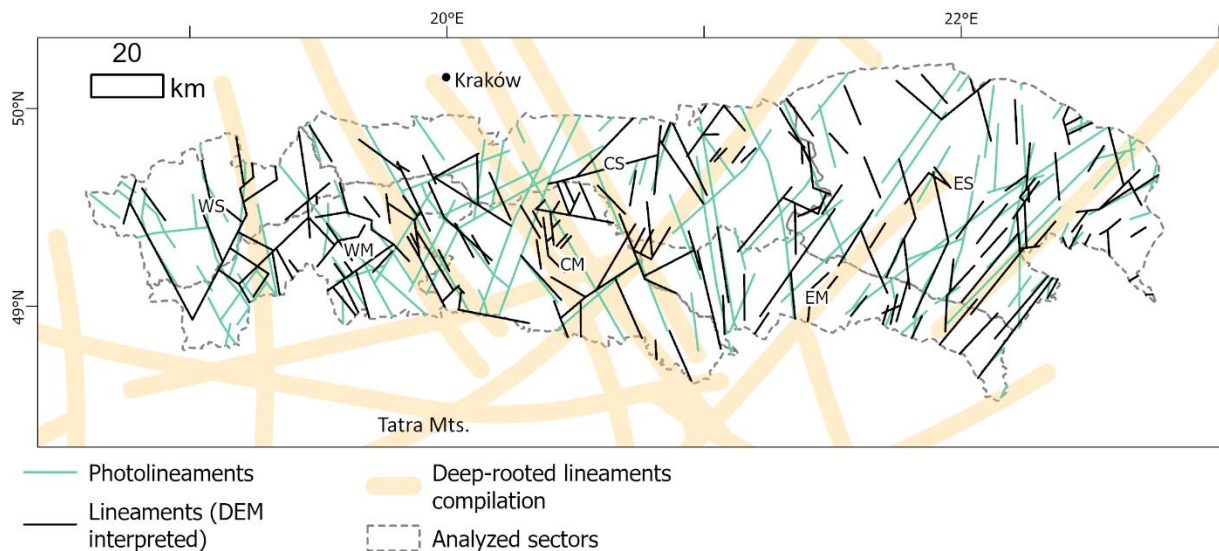 20°E
22°E
20
km
Kraków
50°N
CS
WS
ES
WM
CM
EM
49°N
Tatra Mts.
Photolineaments
Lineaments (DEM
interpreted)
Deep-rooted lineaments
compilation
Analyzed sectors